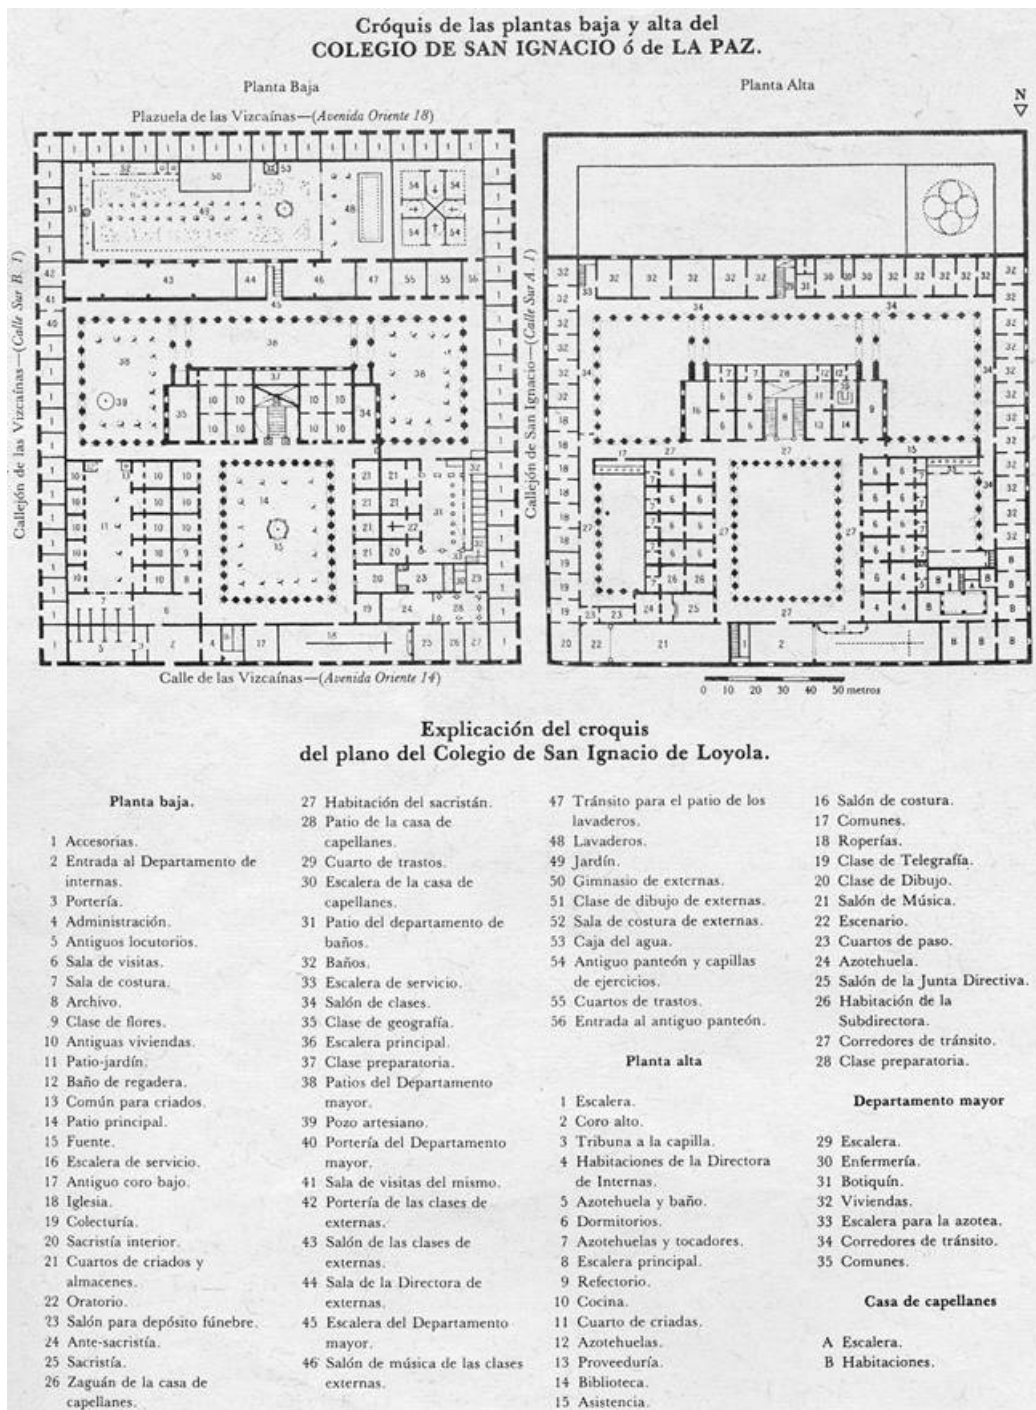 Cróquis de las plantas baja y alta del
COLEGIO DE SAN IGNACIO ó de LA PAZ.
Planta Baja
Planta Alta
N
Plazuela de las Vizcaínas—(Avenida Oriente 18)
Callejón de las Vizcaínas—(Calle Sur B. 1)
Callejón de San Ignacio—(Calle Sur A. 1)
Calle de las Vizcaínas—(Avenida Oriente 14)
0 10 20 30 40 50 metros
Explicación del croquis
del plano del Colegio de San Ignacio de Loyola.
Planta baja.
1 Accesorias.
2 Entrada al Departamento de
internas.
3 Portería.
4 Administración.
5 Antiguos locutorios.
6 Sala de visitas.
7 Sala de costura.
8 Archivo.
9 Clase de flores.
10 Antiguas viviendas.
11 Patio-jardín.
12 Baño de regadera.
13 Común para criados.
14 Patio principal.
15 Fuente.
16 Escalera de servicio.
17 Antiguo coro bajo.
18 Iglesia.
19 Colecturía.
20 Sacristía interior.
21 Cuartos de criados y
almacenes.
22 Oratorio.
23 Salón para depósito fúnebre.
24 Ante-sacristía.
25 Sacristía.
26 Zaguán de la casa de
capellanes.
27 Habitación del sacristán.
28 Patio de la casa de
capellanes.
29 Cuarto de trastos.
30 Escalera de la casa de
capellanes.
31 Patio del departamento de
baños.
32 Baños.
33 Escalera de servicio.
34 Salón de clases.
35 Clase de geografía.
36 Escalera principal.
37 Clase preparatoria.
38 Patios del Departamento
mayor.
39 Pozo artesiano.
40 Portería del Departamento
mayor.
41 Sala de visitas del mismo.
42 Portería de las clases de
externas.
43 Salón de las clases de
externas.
44 Sala de la Directora de
externas.
45 Escalera del Departamento
mayor.
46 Salón de música de las clases
externas.
47 Tránsito para el patio de los
lavaderos.
48 Lavaderos.
49 Jardín.
50 Gimnasio de externas.
51 Clase de dibujo de externas.
52 Sala de costura de externas.
53 Caja del agua.
54 Antiguo panteón y capillas
de ejercicios.
55 Cuartos de trastos.
56 Entrada al antiguo panteón.
Planta alta
1 Escalera.
2 Coro alto.
3 Tribuna a la capilla.
4 Habitaciones de la Directora
de Internas.
5 Azotehuela y baño.
6 Dormitorios.
7 Azotehuelas y tocadores.
8 Escalera principal.
9 Refectorio.
10 Cocina.
11 Cuarto de criadas.
12 Azotehuelas.
13 Proveeduría.
14 Biblioteca.
15 Asistencia.
16 Salón de costura.
17 Comunes.
18 Roperías.
19 Clase de Telegrafía.
20 Clase de Dibujo.
21 Salón de Música.
22 Escenario.
23 Cuartos de paso.
24 Azotehuela.
25 Salón de la Junta Directiva.
26 Habitación de la
Subdirectora.
27 Corredores de tránsito.
28 Clase preparatoria.
Departamento mayor
29 Escalera.
30 Enfermería.
31 Botiquín.
32 Viviendas.
33 Escalera para la azotea.
34 Corredores de tránsito.
35 Comunes.
Casa de capellanes
A Escalera.
B Habitaciones.